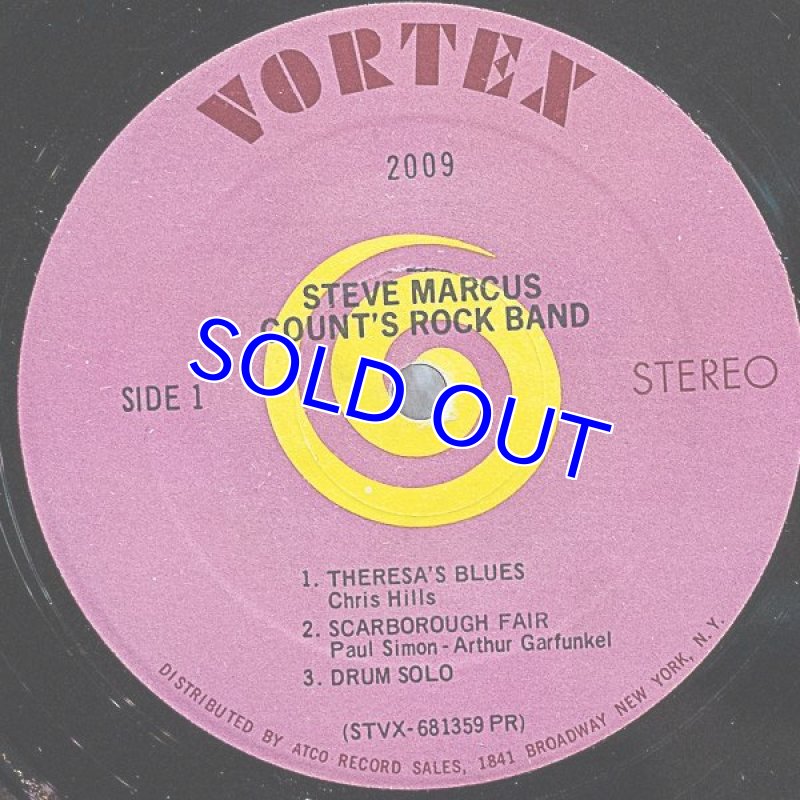 VORTEX
2009
STEVE MARCUS
COUNT'S ROCK BAND
SIDE 1
STEREO
SOLD OUT
1. THERESA'S BLUES
Chris Hills
2. SCARBOROUGH FAIR
Paul Simon - Arthur Garfunkel
3. DRUM SOLO
(STVX-681359 PR)
DISTRIBUTED BY ATCO RECORD SALES, 1841 BROADWAY NEW YORK, N.Y.